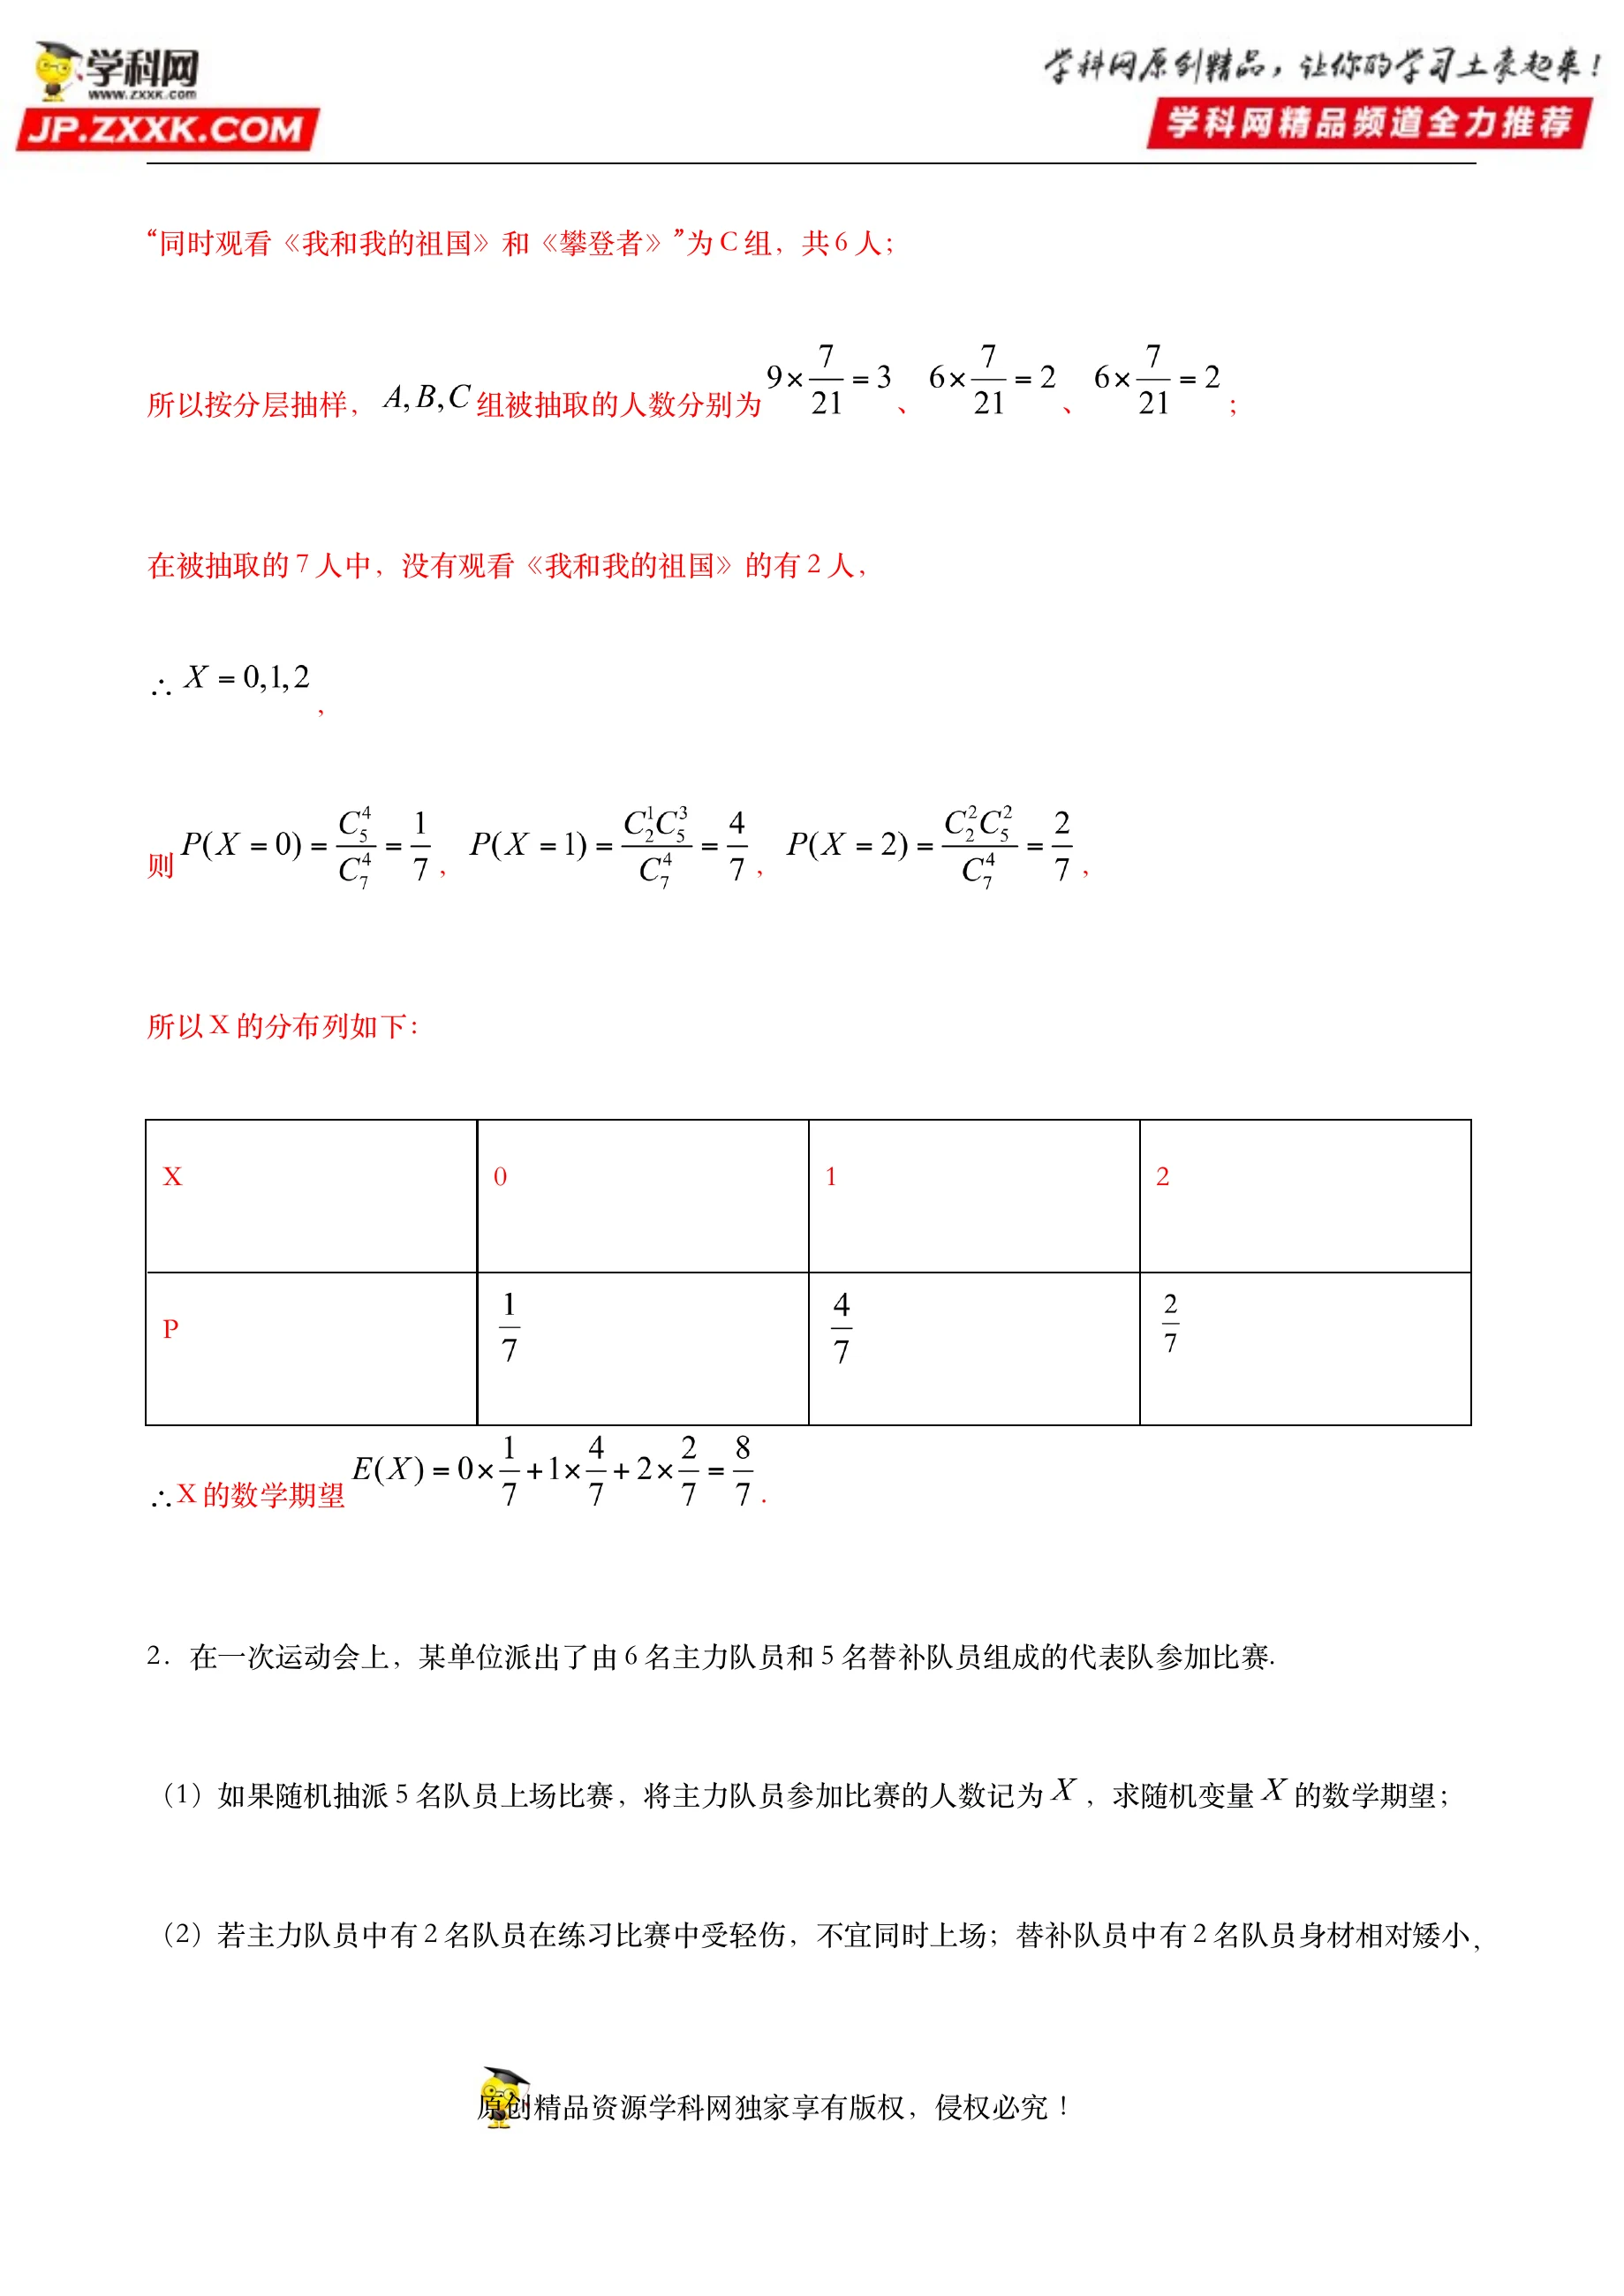 学科网
www.zxxk.com
JP.ZXXK.COM
学科网原创精品，让你的学习土豪起来！
学科网精品频道全力推荐
“同时观看《我和我的祖国》和《攀登者》”为 C 组，共 6 人；
所以按分层抽样， A, B, C 组被抽取的人数分别为 9×7/21=3 、 6×7/21=2 、 6×7/21=2 ；
在被抽取的 7 人中，没有观看《我和我的祖国》的有 2 人，
∴ X = 0,1,2 ，
则 P(X = 0) = C_5^4/C_7^4 = 1/7 ， P(X = 1) = C_2^1C_5^3/C_7^4 = 4/7 ， P(X = 2) = C_2^2C_5^2/C_7^4 = 2/7 ，
所以 X 的分布列如下：
X 0 1 2
P 1/7 4/7 2/7
∴X 的数学期望 E(X) = 0×1/7+1×4/7+2×2/7=8/7 .
2．在一次运动会上，某单位派出了由 6 名主力队员和 5 名替补队员组成的代表队参加比赛.
（1）如果随机抽派 5 名队员上场比赛，将主力队员参加比赛的人数记为 X ，求随机变量 X 的数学期望；
（2）若主力队员中有 2 名队员在练习比赛中受轻伤，不宜同时上场；替补队员中有 2 名队员身材相对矮小，
原创精品资源学科网独家享有版权，侵权必究！